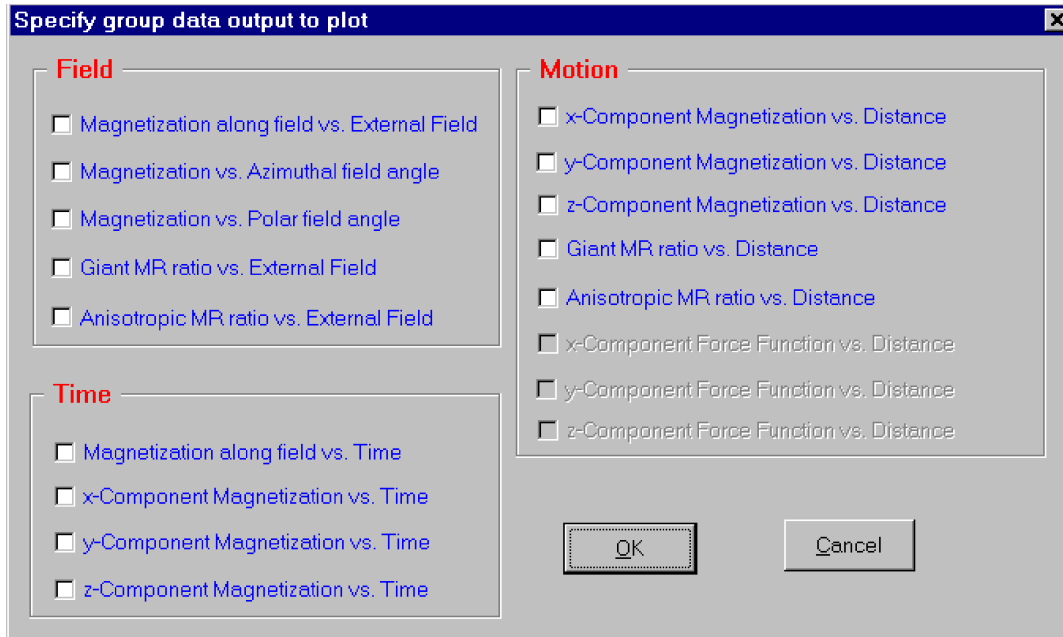 Specify group data output to plot
Field
Magnetization along field vs. External Field
Magnetization vs. Azimuthal field angle
Magnetization vs. Polar field angle
Giant MR ratio vs. External Field
Anisotropic MR ratio vs. External Field
Time
Magnetization along field vs. Time
x-Component Magnetization vs. Time
y-Component Magnetization vs. Time
z-Component Magnetization vs. Time
Motion
x-Component Magnetization vs. Distance
y-Component Magnetization vs. Distance
z-Component Magnetization vs. Distance
Giant MR ratio vs. Distance
Anisotropic MR ratio vs. Distance
x-Component Force Function vs. Distance
y-Component Force Function vs. Distance
z-Component Force Function vs. Distance
OK
Cancel